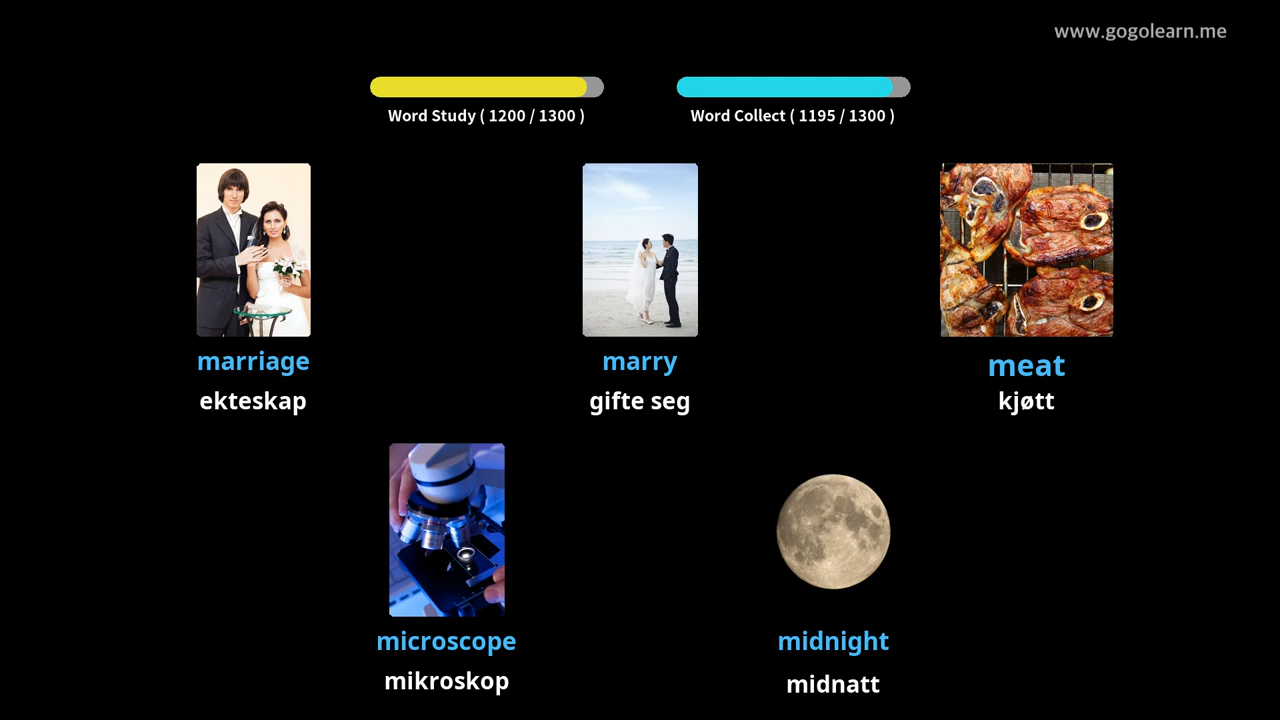 www.gogolearn.me
Word Study ( 1200 / 1300 )
Word Collect ( 1195 / 1300 )
marriage
marry
meat
ekteskap
gifte seg
kjøtt
microscope
midnight
mikroskop
midnatt